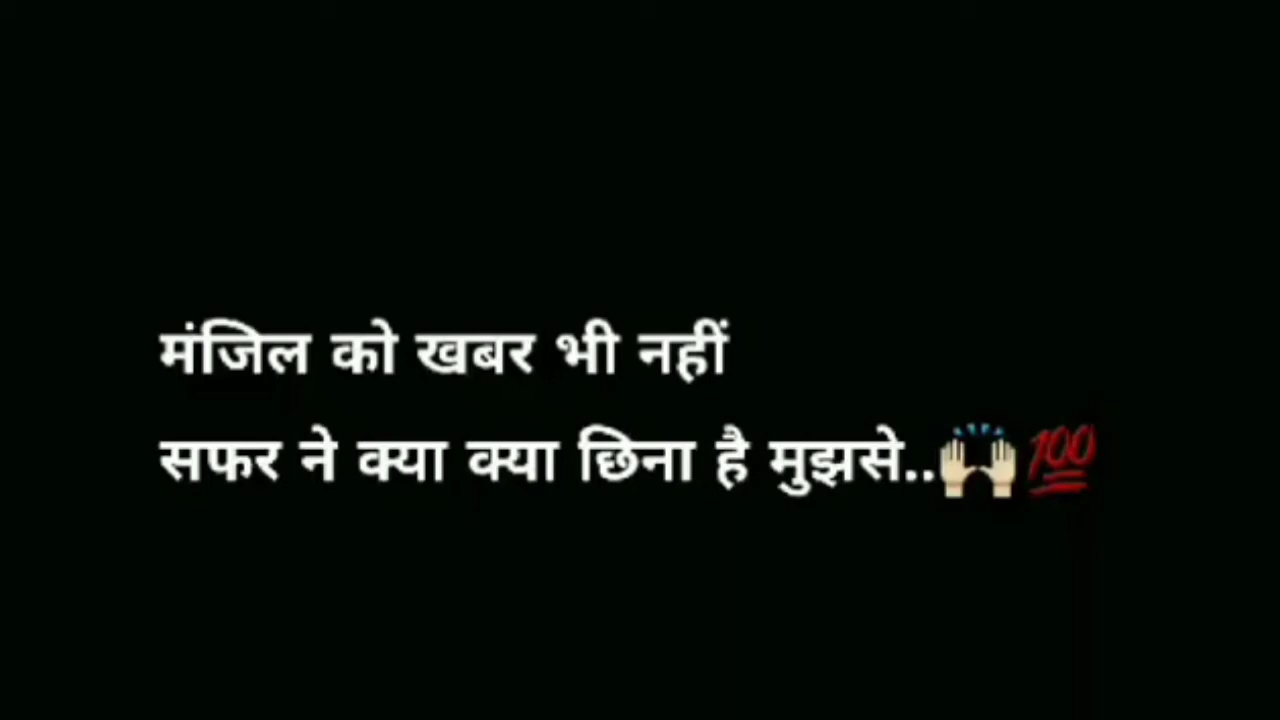 मंजिल को खबर भी नहीं
सफर ने क्या क्या छिना है मुझसे..🙌🏻💯